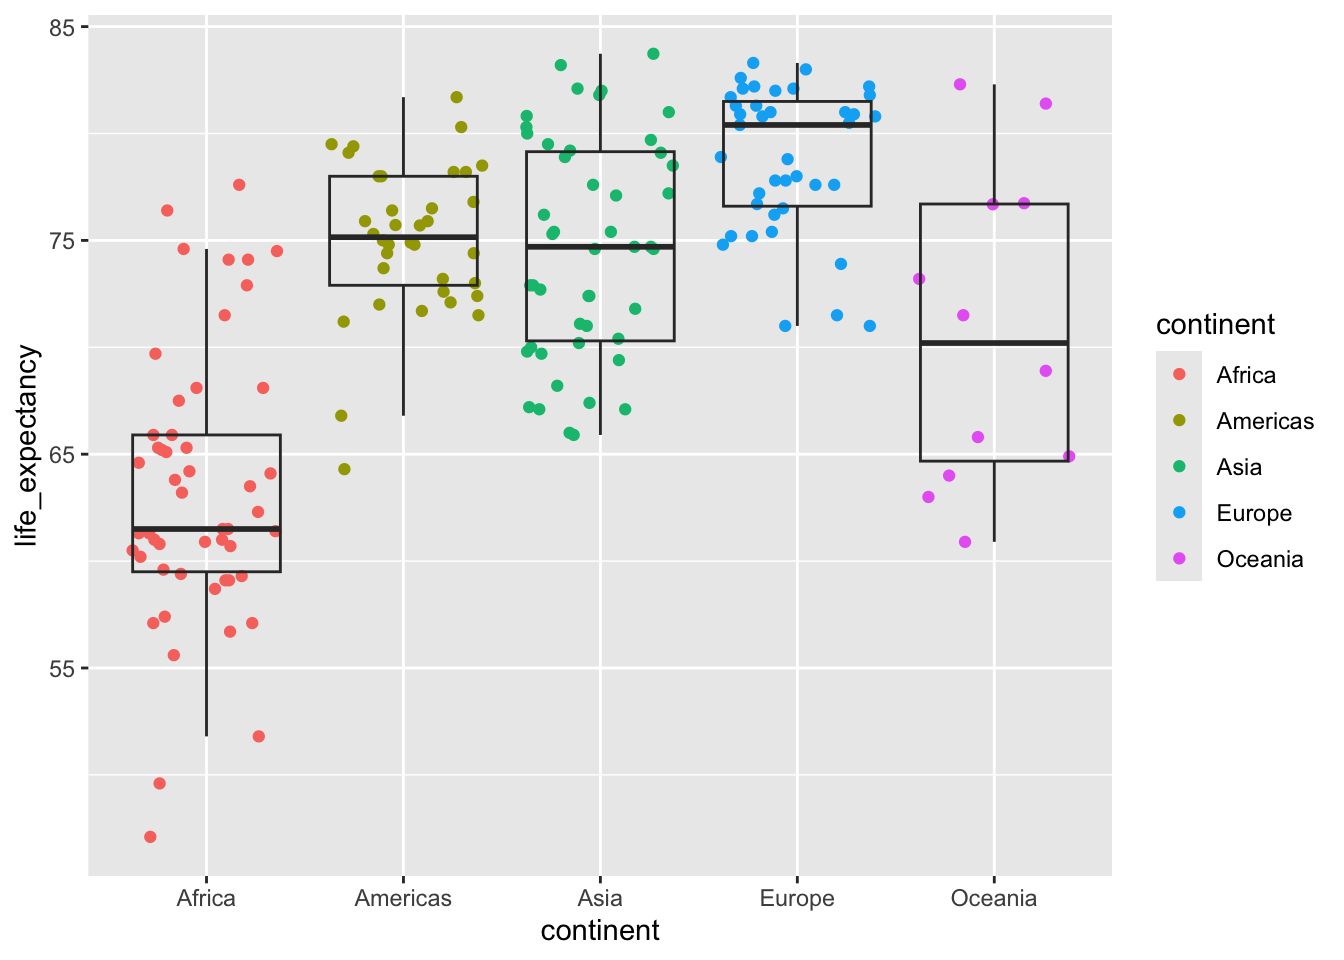 85
75
65
55
life_expectancy
Africa
Americas
Asia
Europe
Oceania
continent
continent
Africa
Americas
Asia
Europe
Oceania